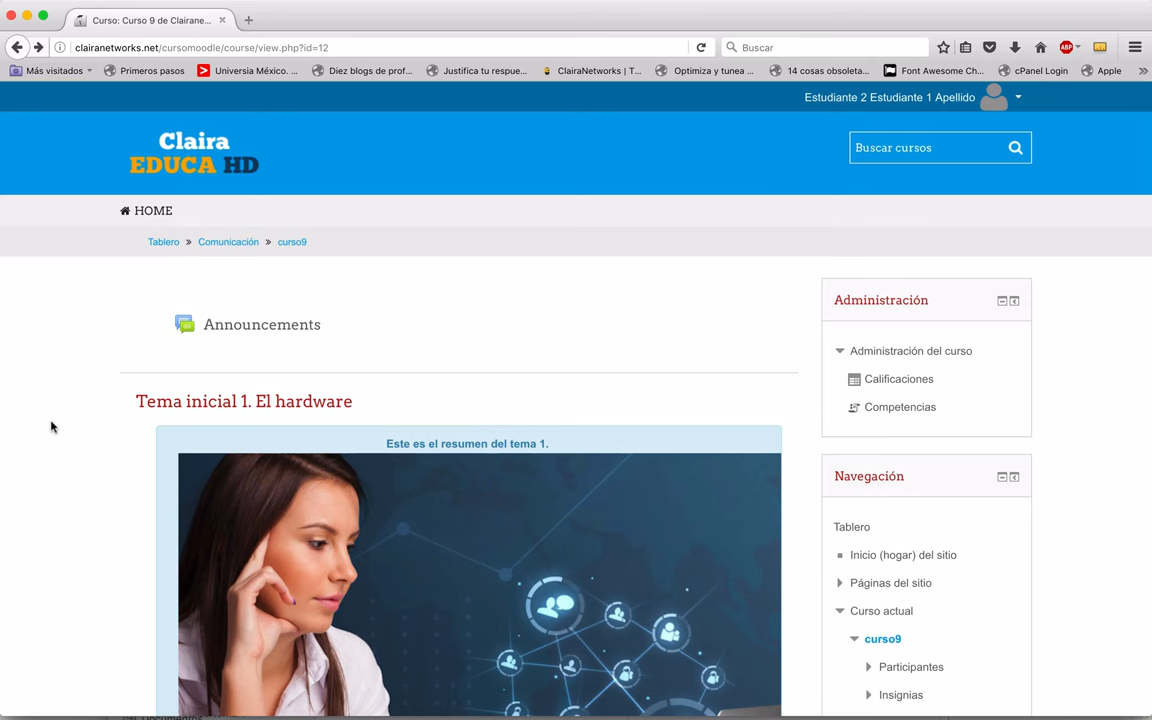 Curso: Curso 9 de Clairane...
clairanetworks.net/cursomoodle/course/view.php?id=12
Buscar
ABP
Más visitados
Primeros pasos
Universia México. ...
Diez blogs de prof...
Justifica tu respue...
ClairaNetworks | T...
Optimiza y tunea ...
14 cosas obsoleta...
Font Awesome Ch...
cPanel Login
Apple
Estudiante 2 Estudiante 1 Apellido
Claira
EDUCA HD
Buscar cursos
HOME
Tablero » Comunicación » curso9
Announcements
Tema inicial 1. El hardware
Este es el resumen del tema 1.
Administración
Administración del curso
Calificaciones
Competencias
Navegación
Tablero
Inicio (hogar) del sitio
Páginas del sitio
Curso actual
curso9
Participantes
Insignias